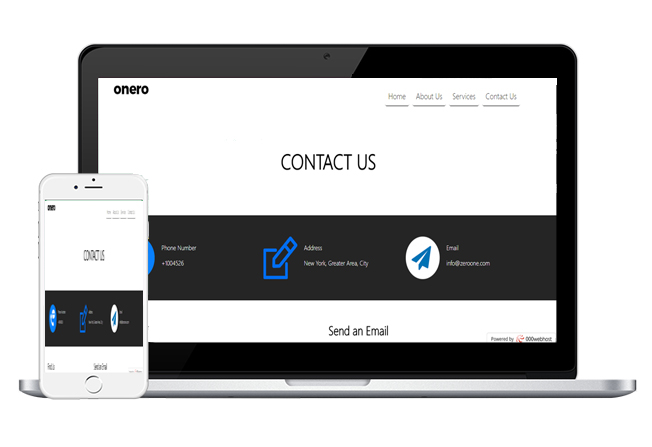 onero
Home About Us Services Contact Us
CONTACT US
Phone Number
+1004526
Address
New York, Greater Area, City
Email
info@zeroone.com
Send an Email
Powered by 000webhost
onero
CONTACT US
Send an Email